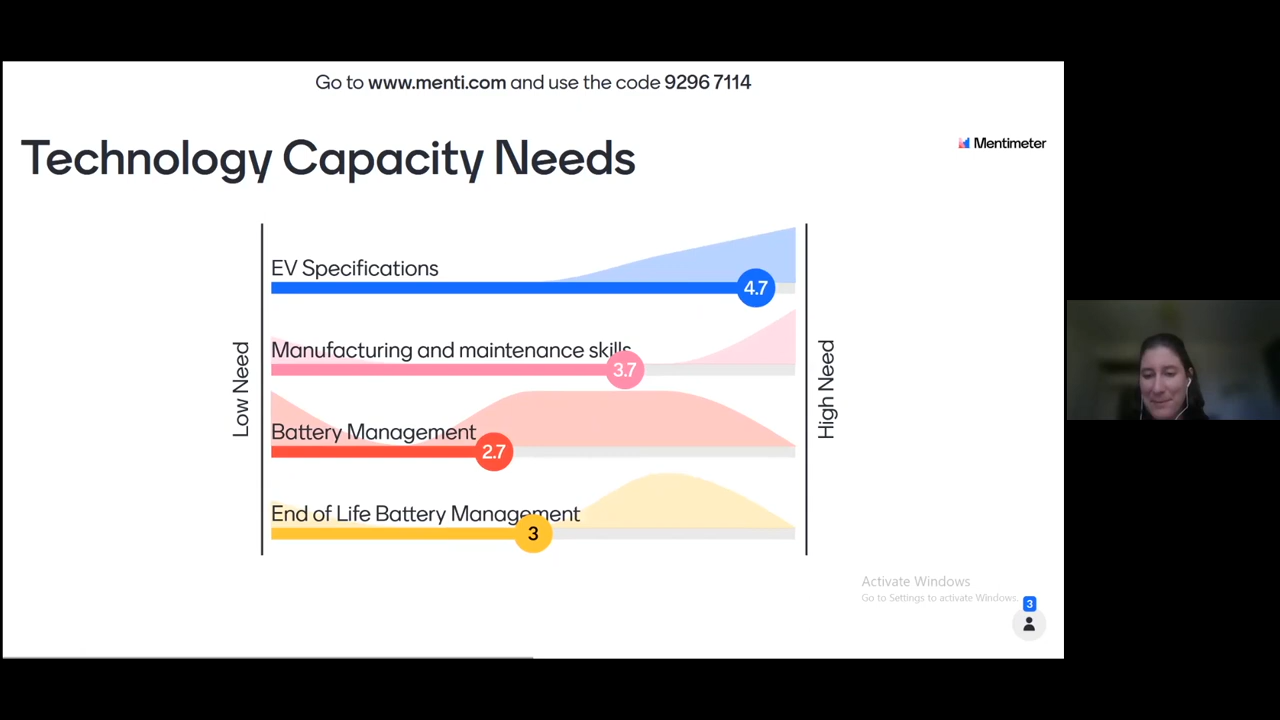 Go to www.menti.com and use the code 9296 7114
Technology Capacity Needs
Mentimeter
Low Need
High Need
EV Specifications
4.7
Manufacturing and maintenance skills
3.7
Battery Management
2.7
End of Life Battery Management
3
Activate Windows
Go to Settings to activate Windows.
3